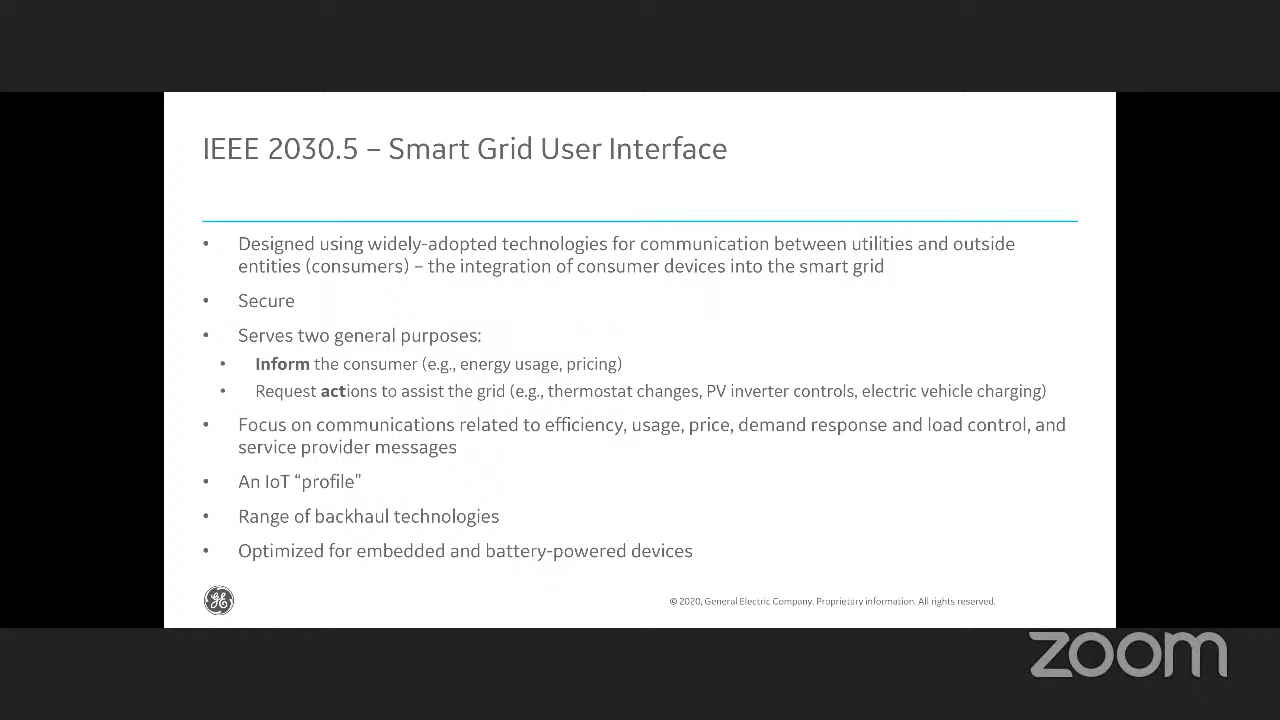 IEEE 2030.5 – Smart Grid User Interface
• Designed using widely-adopted technologies for communication between utilities and outside
entities (consumers) – the integration of consumer devices into the smart grid
• Secure
• Serves two general purposes:
• Inform the consumer (e.g., energy usage, pricing)
• Request actions to assist the grid (e.g., thermostat changes, PV inverter controls, electric vehicle charging)
• Focus on communications related to efficiency, usage, price, demand response and load control, and
service provider messages
• An IoT “profile”
• Range of backhaul technologies
• Optimized for embedded and battery-powered devices
GE
© 2020, General Electric Company. Proprietary information. All rights reserved.
zoom